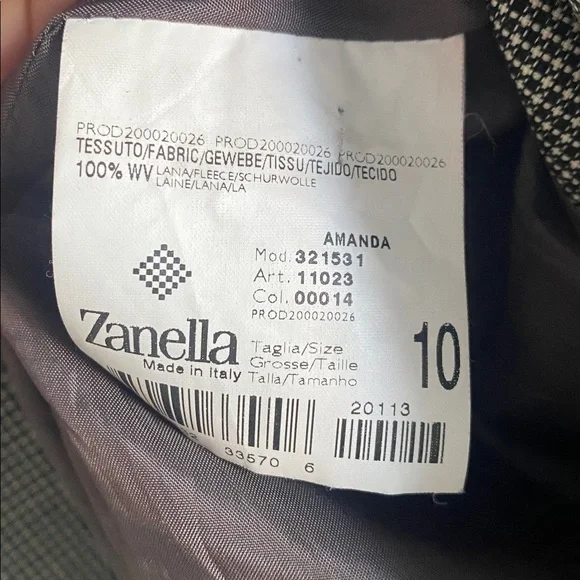 PROD200020026 PROD200020026 PROD200020026
TESSUTO/FABRIC/GEWEBE/TISSU/TEJIDO/TECIDO
100% WV LANA/FLEECE/SCHURWOLLE
LAINE/LANA/LA
AMANDA
Mod. 321531
Art. 11023
Col. 00014
PROD200020026
Zanella
Made in Italy
Taglia/Size
Grosse/Taille
Talla/Tamanho
10
20113
33570 6